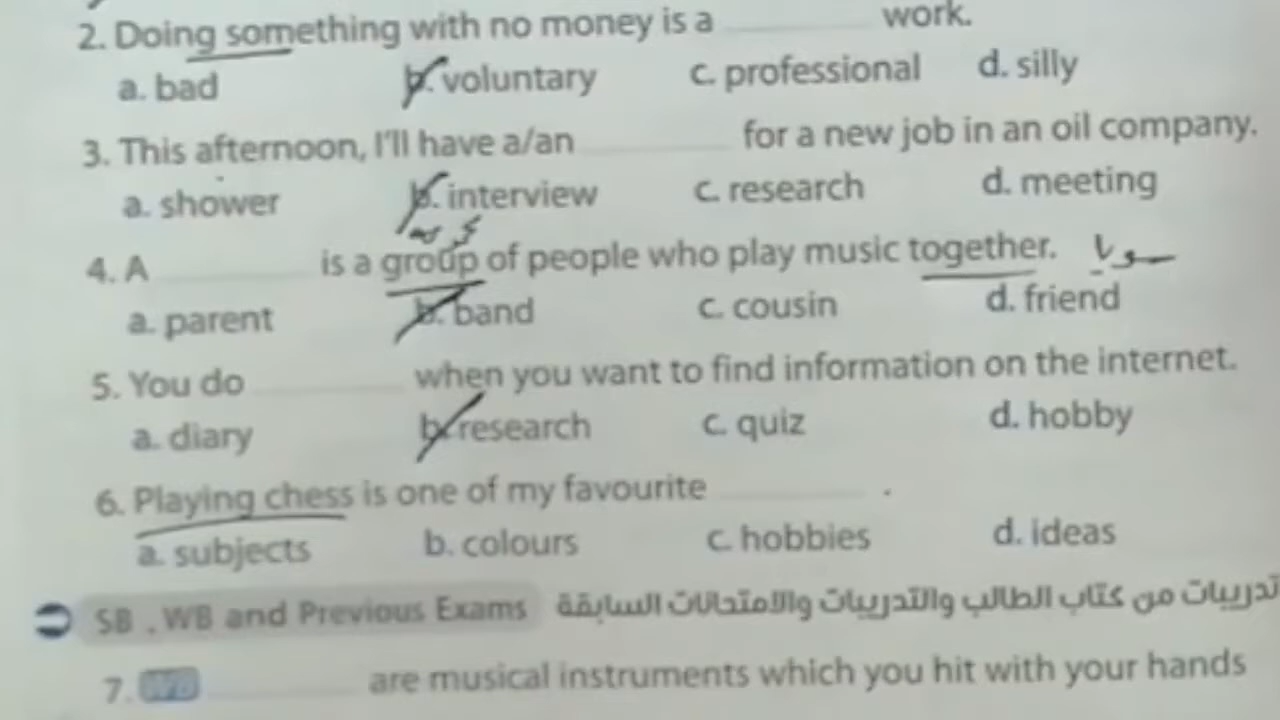 2. Doing something with no money is a ________ work.
a. bad b. voluntary c. professional d. silly
3. This afternoon, I'll have a/an ________ for a new job in an oil company.
a. shower b. interview c. research d. meeting
4. A ________ is a group of people who play music together. سويا
a. parent b. band c. cousin d. friend
5. You do ________ when you want to find information on the internet.
a. diary b. research c. quiz d. hobby
6. Playing chess is one of my favourite ________ .
a. subjects b. colours c. hobbies d. ideas
SB , WB and Previous Exams تدريبات من كتاب الطالب والتدريبات والامتحانات السابقة
7. WB ________ are musical instruments which you hit with your hands